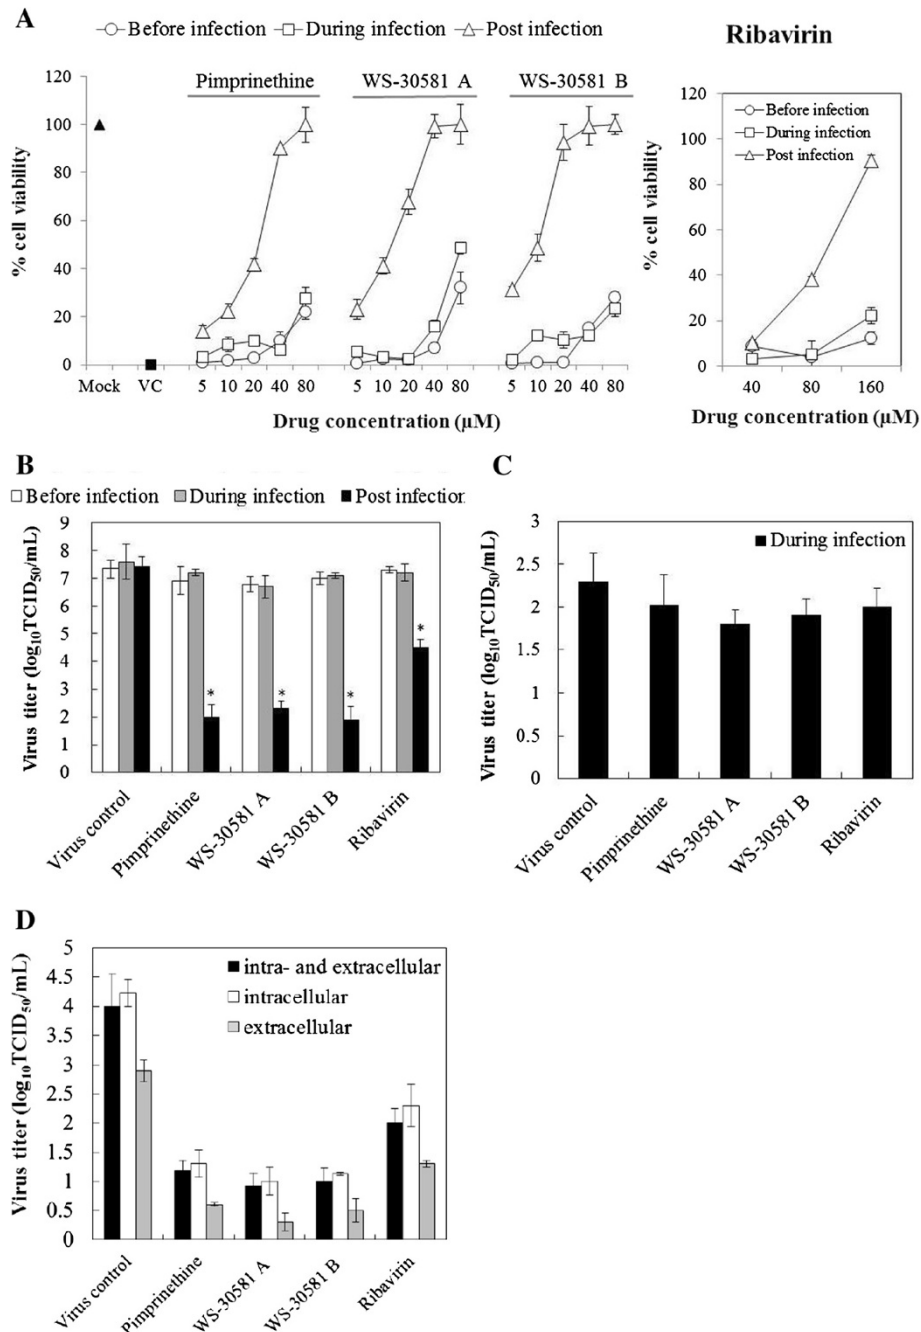 A
Before infection During infection Post infection
Ribavirin
Pimprinethine WS-30581 A WS-30581 B
% cell viability
120
100
80
60
40
20
0
Mock VC 5 10 20 40 80 5 10 20 40 80 5 10 20 40 80
Drug concentration (µM)
% cell viability
120
100
80
60
40
20
0
Before infection
During infection
Post infection
40 80 160
Drug concentration (µM)
B
Before infection During infection Post infection
Virus titer (log10TCID50/mL)
9
8
7
6
5
4
3
2
1
0
* * * *
Virus control Pimprinethine WS-30581 A WS-30581 B Ribavirin
C
Virus titer (log10TCID50/mL)
3
2.5
2
1.5
1
0.5
0
During infection
Virus control Pimprinethine WS-30581 A WS-30581 B Ribavirin
D
Virus titer (log10TCID50/mL)
5
4.5
4
3.5
3
2.5
2
1.5
1
0.5
0
intra- and extracellular
intracellular
extracellular
Virus control Pimprinethine WS-30581 A WS-30581 B Ribavirin